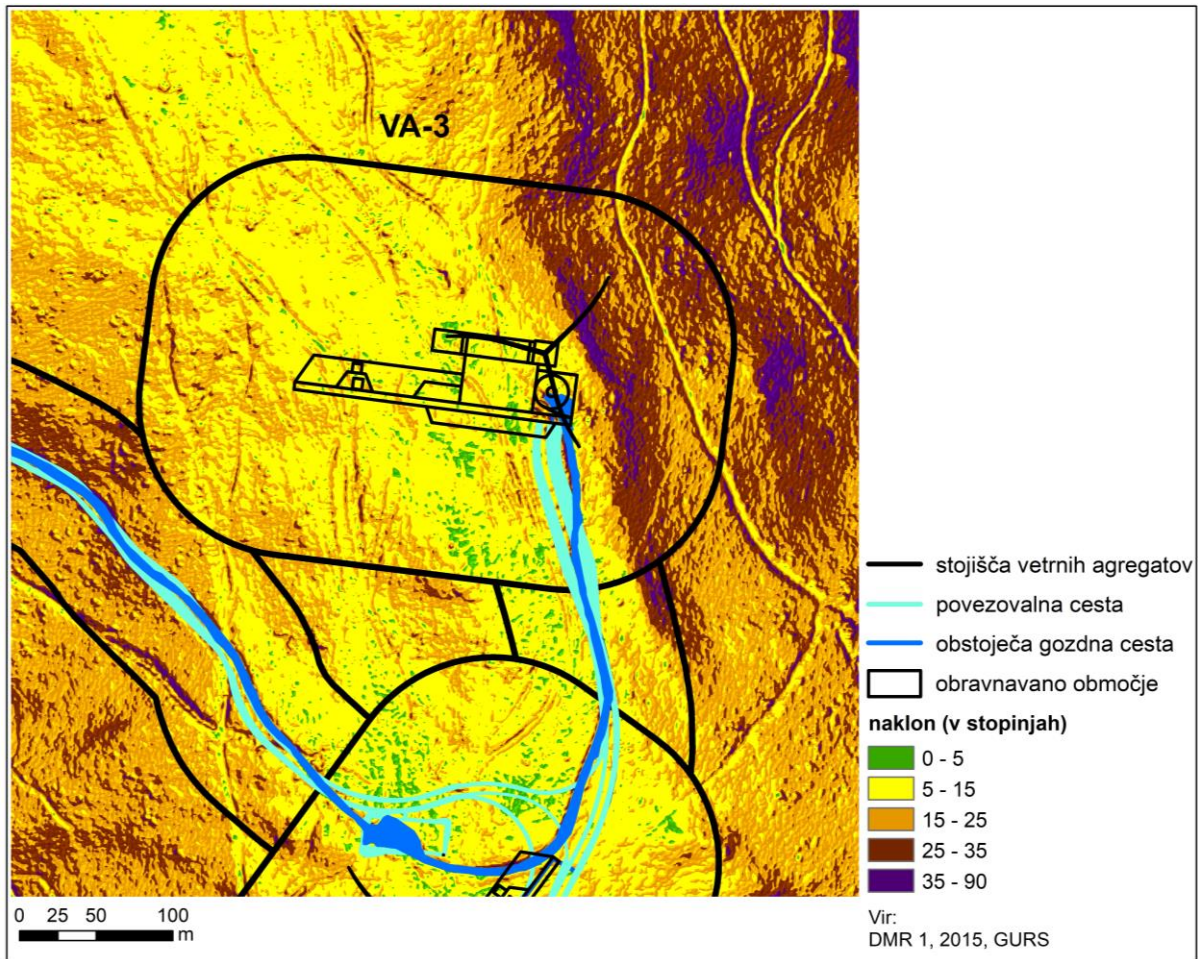 VA-3
stojišča vetrnih agregatov
povezovalna cesta
obstoječa gozdna cesta
obravnavano območje
naklon (v stopinjah)
0 - 5
5 - 15
15 - 25
25 - 35
35 - 90
Vir:
DMR 1, 2015, GURS
0 25 50 100
m